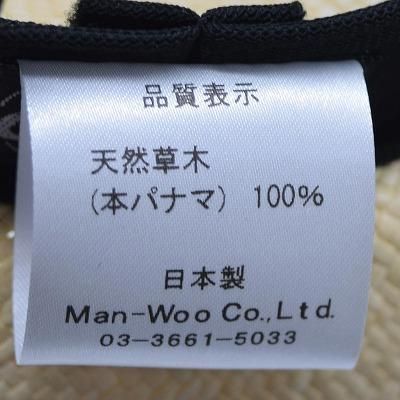 品質表示
天然草木
(本パナマ) 100%
日本製
Man-Woo Co.,Ltd.
03-3661-5033